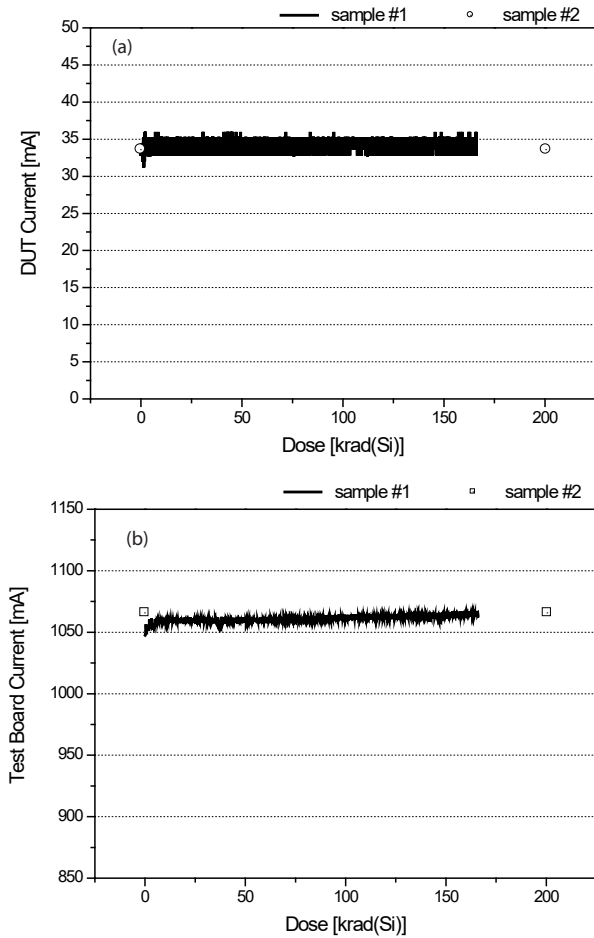 sample #1 sample #2
(a)
50
45
40
35
30
25
20
15
10
5
0
DUT Current [mA]
0 50 100 150 200
Dose [krad(Si)]
sample #1 sample #2
(b)
1150
1100
1050
1000
950
900
850
Test Board Current [mA]
0 50 100 150 200
Dose [krad(Si)]